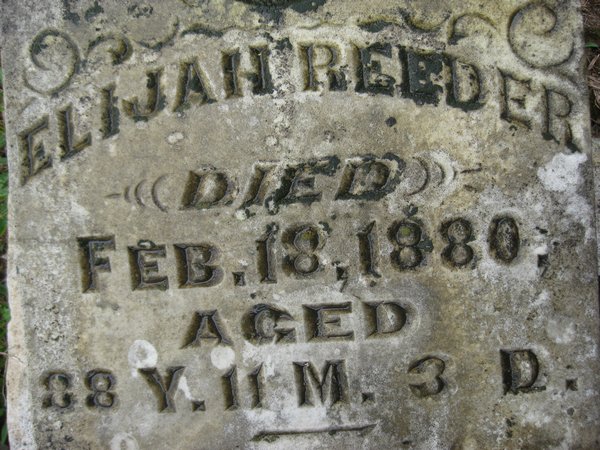 ELIJAH REEDER
DIED
FEB. 18, 1880,
AGED
88 Y. 11 M. 3 D.